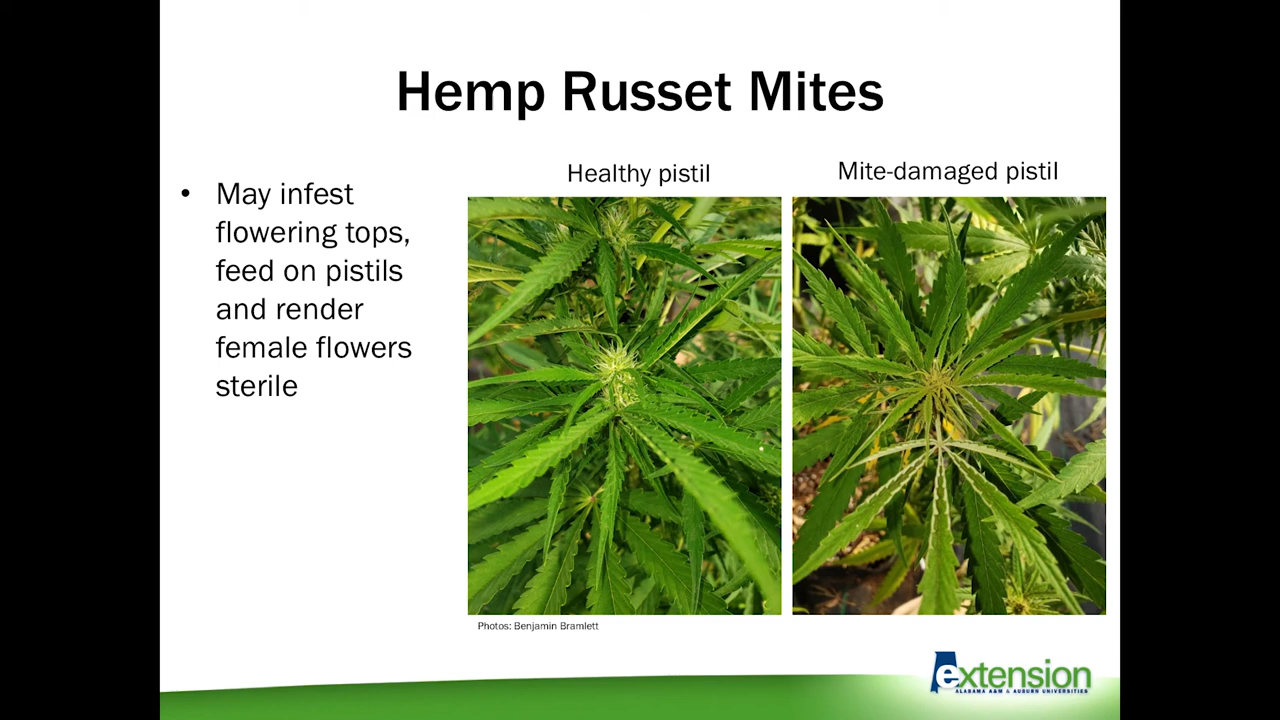 Hemp Russet Mites
• May infest
flowering tops,
feed on pistils
and render
female flowers
sterile
Healthy pistil
Mite-damaged pistil
Photos: Benjamin Bramlett
extension
ALABAMA A&M & AUBURN UNIVERSITIES